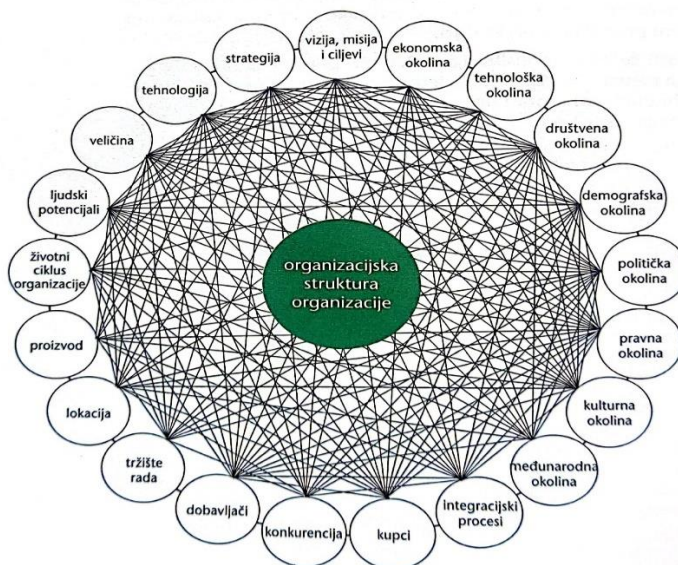 vizija, misija
i ciljevi
ekonomska
okolina
tehnološka
okolina
društvena
okolina
demografska
okolina
politička
okolina
pravna
okolina
kulturna
okolina
međunarodna
okolina
integracijski
procesi
kupci
konkurencija
dobavljači
tržište
rada
lokacija
proizvod
životni
ciklus
organizacije
ljudski
potencijali
veličina
tehnologija
strategija
organizacijska
struktura
organizacije